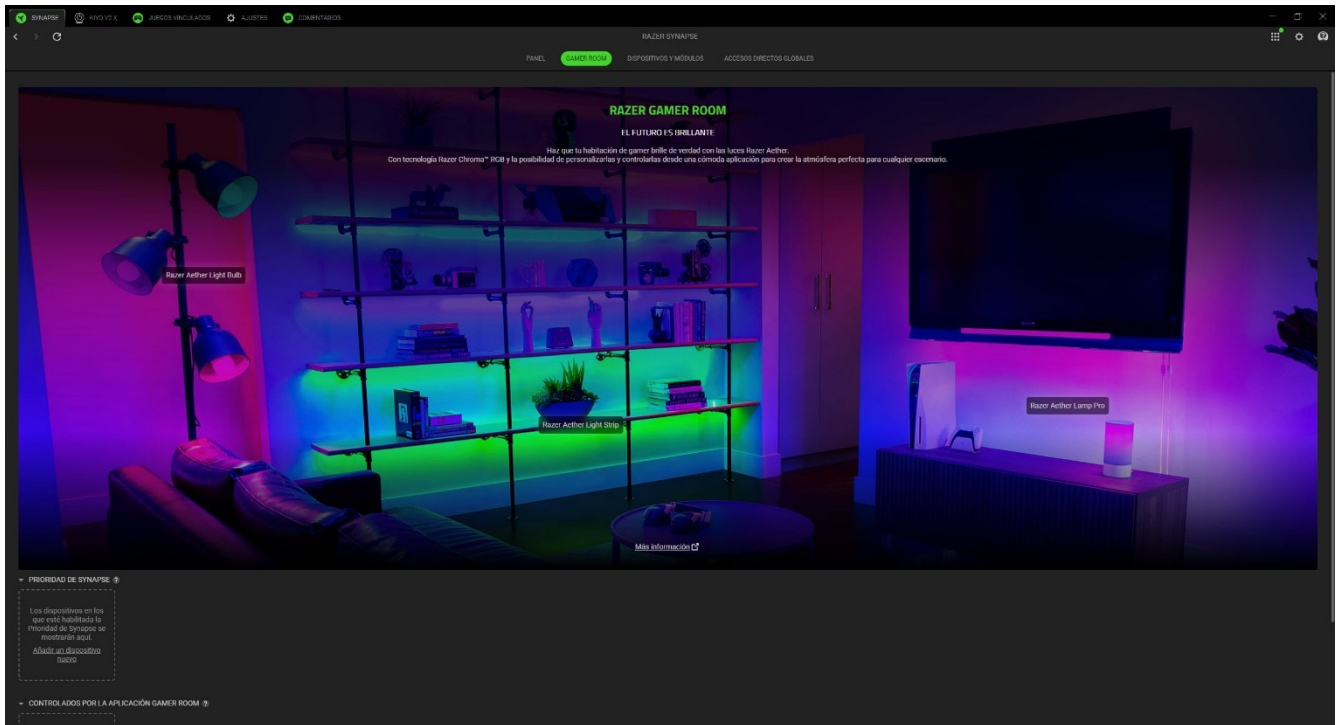 SYNAPSE
KIYO V2 X
JUEGOS VINCULADOS
AJUSTES
COMENTARIOS
RAZER SYNAPSE
PANEL
GAMER ROOM
DISPOSITIVOS Y MÓDULOS
ACCESOS DIRECTOS GLOBALES
RAZER GAMER ROOM
EL FUTURO ES BRILLANTE
Haz que tu habitación de gamer brille de verdad con las luces Razer Aether.
Con tecnología Razer Chroma™ RGB y la posibilidad de personalizarlas y controlarlas desde una cómoda aplicación para crear la atmósfera perfecta para cualquier escenario.
Razer Aether Light Bulb
Razer Aether Lamp Pro
Razer Aether Light Strip
Más información
PRIORIDAD DE SYNAPSE ?
Los dispositivos en los
que esté habilitada la
Prioridad de Synapse se
mostrarán aquí.
Añadir un dispositivo
nuevo
CONTROLADOS POR LA APLICACIÓN GAMER ROOM ?